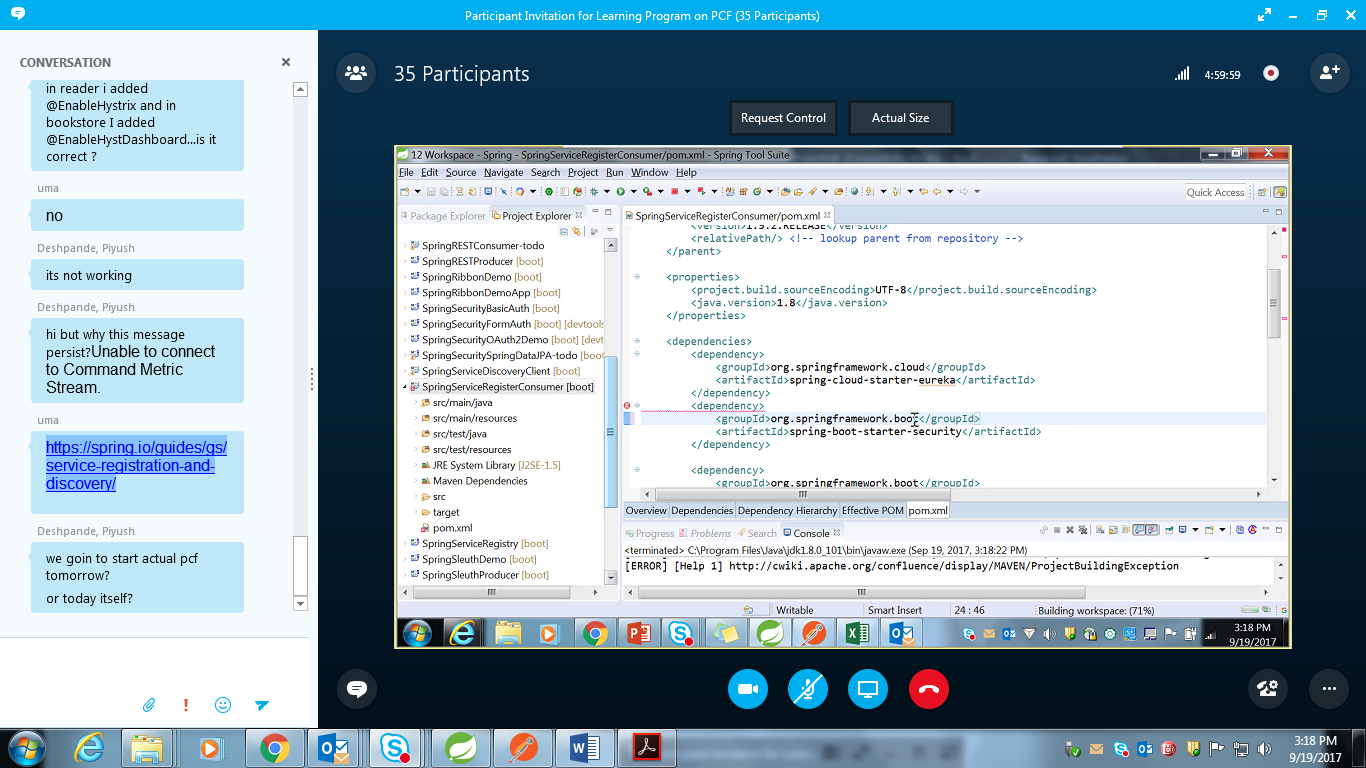 Participant Invitation for Learning Program on PCF (35 Participants)
CONVERSATION
in reader i added
@EnableHystrix and in
bookstore I added
@EnableHystDashboard...is it
correct ?
uma
no
Deshpande, Piyush
its not working
Deshpande, Piyush
hi but why this message
persist?Unable to connect
to Command Metric
Stream.
uma
https://spring.io/guides/gs/
service-registration-and-
discovery/
Deshpande, Piyush
we goin to start actual pcf
tomorrow?
or today itself?
35 Participants
4:59:59
Request Control
Actual Size
12 Workspace - Spring - SpringServiceRegisterConsumer/pom.xml - Spring Tool Suite
File Edit Source Navigate Search Project Run Window Help
Quick Access
Package Explorer Project Explorer
SpringRESTConsumer-todo
SpringRESTProducer [boot]
SpringRibbonDemo [boot]
SpringRibbonDemoApp [boot]
SpringSecurityBasicAuth [boot]
SpringSecurityFormAuth [boot] [devtools
SpringSecurityOAuth2Demo [boot]
SpringSecuritySpringDataJPA-todo [boot
SpringServiceDiscoveryClient [boot]
SpringServiceRegisterConsumer [boot]
src/main/java
src/main/resources
src/test/java
src/test/resources
JRE System Library [J2SE-1.5]
Maven Dependencies
src
target
pom.xml
SpringServiceRegistry [boot]
SpringSleuthDemo [boot]
SpringSleuthProducer [boot]
SpringServiceRegisterConsumer/pom.xml
<version>1.5.2.RELEASE</version>
<relativePath/> <!-- lookup parent from repository -->
</parent>
<properties>
<project.build.sourceEncoding>UTF-8</project.build.sourceEncoding>
<java.version>1.8</java.version>
</properties>
<dependencies>
<dependency>
<groupId>org.springframework.cloud</groupId>
<artifactId>spring-cloud-starter-eureka</artifactId>
</dependency>
<dependency>
<groupId>org.springframework.boot</groupId>
<artifactId>spring-boot-starter-security</artifactId>
</dependency>
<dependency>
<groupId>org.springframework.boot</groupId>
Overview Dependencies Dependency Hierarchy Effective POM pom.xml
Progress Problems Search Console
<terminated> C:\Program Files\Java\jdk1.8.0_101\bin\javaw.exe (Sep 19, 2017, 3:18:22 PM)
[ERROR] [Help 1] http://cwiki.apache.org/confluence/display/MAVEN/ProjectBuildingException
Writable
Smart Insert
24 : 46
Building workspace: (71%)
3:18 PM
9/19/2017
3:18 PM
9/19/2017